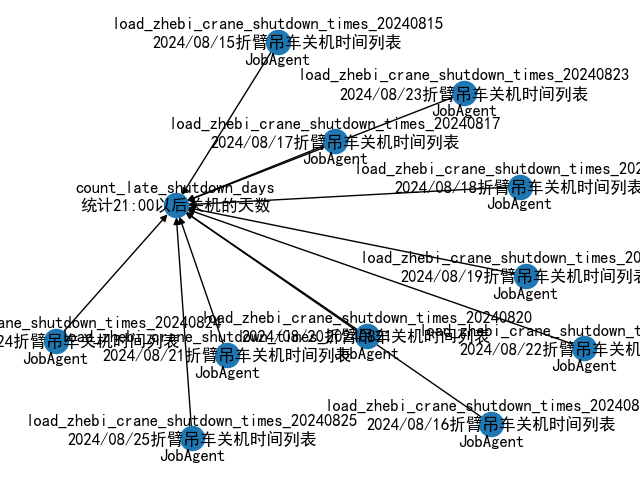 load_zhebi_crane_shutdown_times_20240815
2024/08/15折臂吊车关机时间列表
JobAgent
load_zhebi_crane_shutdown_times_20240823
2024/08/23折臂吊车关机时间列表
JobAgent
load_zhebi_crane_shutdown_times_20240817
2024/08/17折臂吊车关机时间列表
JobAgent
load_zhebi_crane_shutdown_times_202
2024/08/18折臂吊车关机时间列表
JobAgent
count_late_shutdown_days
统计21:00以后关机的天数
load_zhebi_crane_shutdown_times_20
2024/08/19折臂吊车关机时间列表
JobAgent
load_zhebi_crane_shutdown_times_20240820
2024/08/20折臂吊车关机时间列表
JobAgent
ane_shutdown_times_20240824
24折臂吊车关机时间列表
JobAgent
load_zhebi_crane_shutdown_times_20240821
2024/08/21折臂吊车关机时间列表
JobAgent
load_zhebi_crane_shutdown_t
2024/08/22折臂吊车关机
JobAgent
load_zhebi_crane_shutdown_times_202408
2024/08/16折臂吊车关机时间列表
JobAgent
load_zhebi_crane_shutdown_times_20240825
2024/08/25折臂吊车关机时间列表
JobAgent